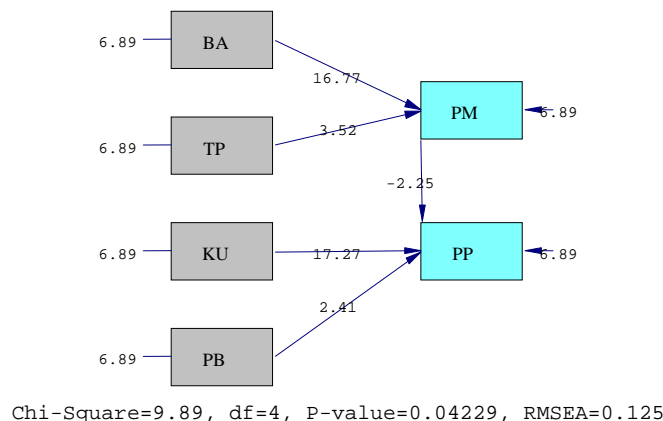 6.89 BA
16.77
PM 6.89
6.89 TP
3.52
-2.25
6.89 KU
17.27
PP 6.89
2.41
6.89 PB
Chi-Square=9.89, df=4, P-value=0.04229, RMSEA=0.125